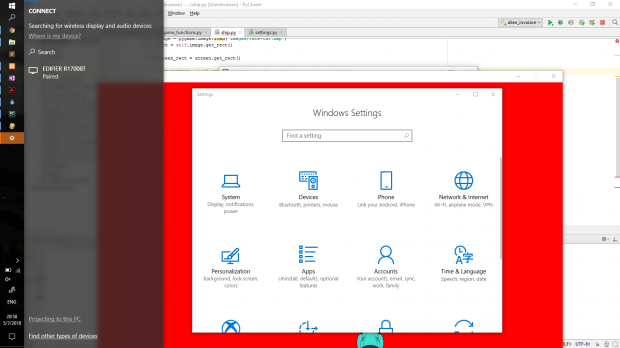 CONNECT
Searching for wireless display and audio devices
Where is my device?
Search
EDIFIER R1700BT
Paired
Projecting to this PC
Find other types of devices
ENG
20:58
5/7/2018
Window Help
game_functions.py
ship.py
settings.py
alien_invasion
= self.image.get_rect()
screen.get_rect()
UTF-8
Settings
Windows Settings
Find a setting
System
Display, notifications,
power
Devices
Bluetooth, printers, mouse
Phone
Link your Android, iPhone
Network & Internet
Wi-Fi, airplane mode, VPN
Personalization
Background, lock screen,
colors
Apps
Uninstall, defaults, optional
features
Accounts
Your accounts, email, sync,
work, family
Time & Language
Speech, region, date